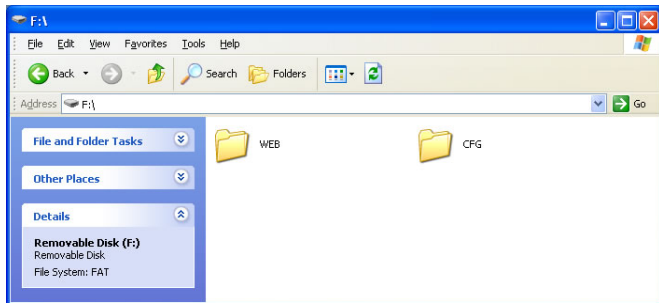 F:\
File Edit View Favorites Tools Help
Back Search Folders
Address F:\ Go
File and Folder Tasks
Other Places
Details
Removable Disk (F:)
Removable Disk
File System: FAT
WEB CFG